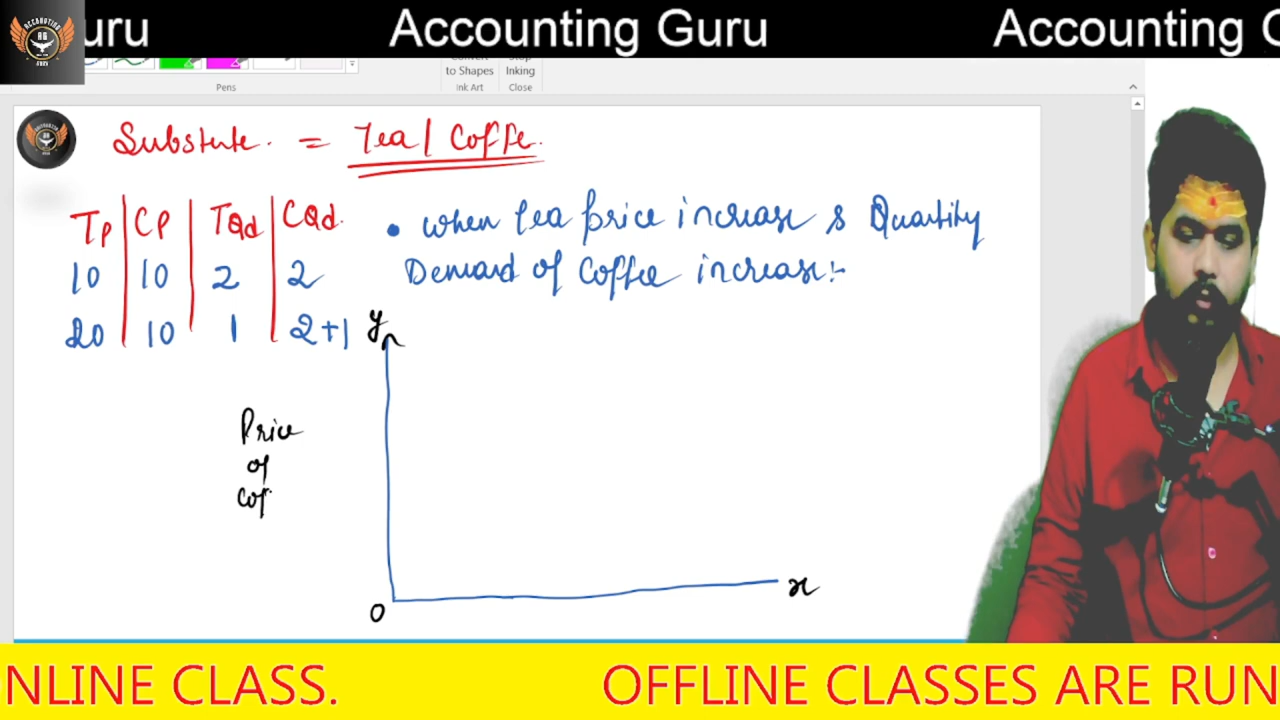 uru Accounting Guru Accounting G
Convert to Shapes
Stop Inking
Pens
Ink Art
Close
Substute. = Tea | Coffe.
Tp | Cp | TQd | CQd.
10 | 10 | 2 | 2
20 | 10 | 1 | 2+1
• When tea price increase & Quantity
Demand of Coffee increase:-
y
Price
of
Cof
0
x
NLINE CLASS. OFFLINE CLASSES ARE RUN